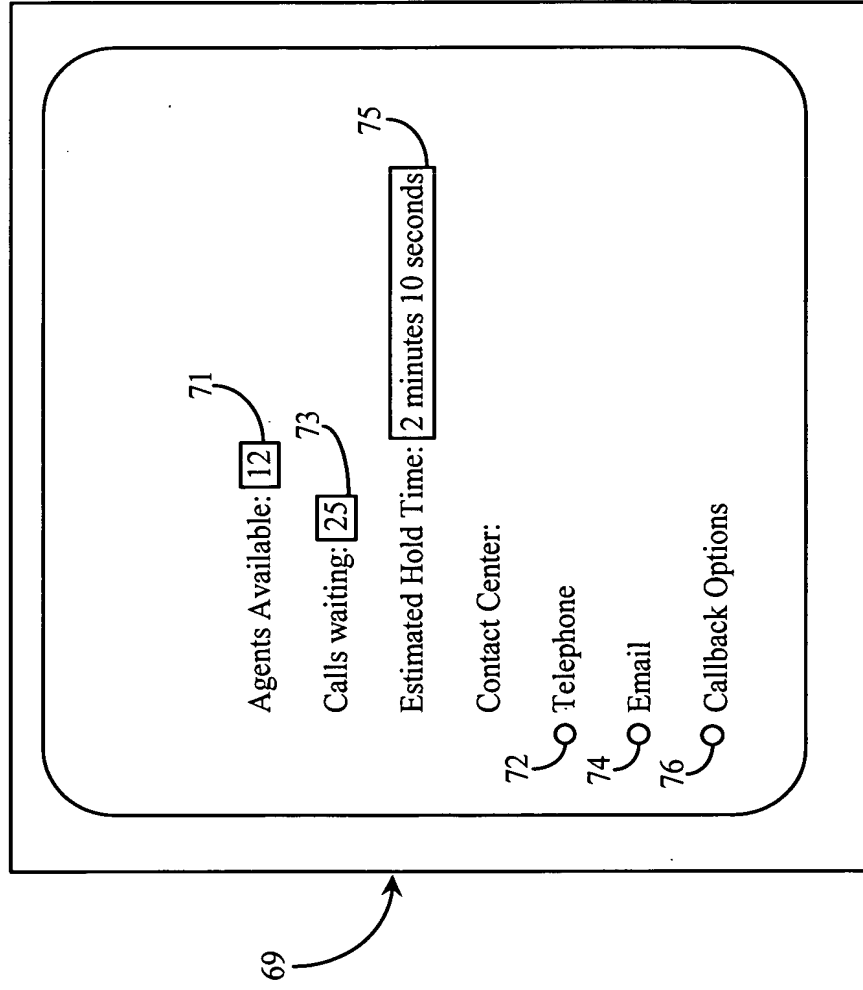 71
Agents Available: 12
73
Calls waiting: 25
75
Estimated Hold Time: 2 minutes 10 seconds
Contact Center:
72
Telephone
74
Email
76
Callback Options
69